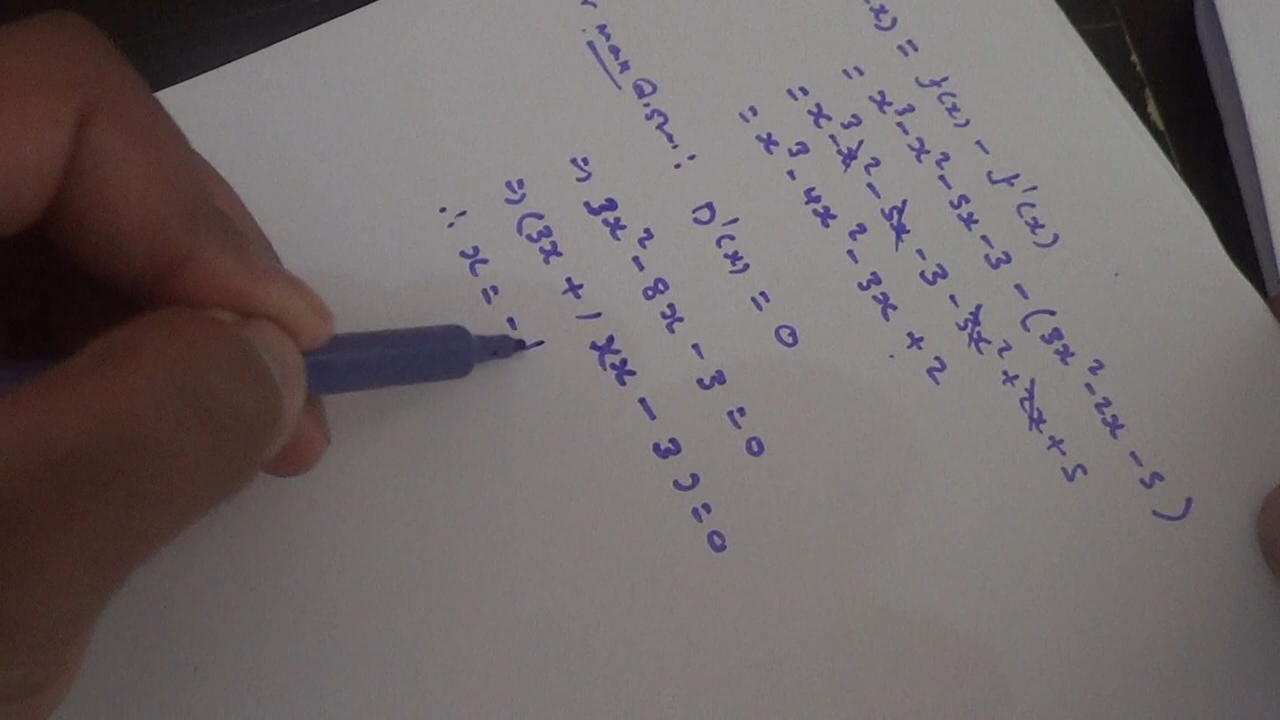 (x) = f(x) - f'(x)
= x³ - x² - 5x - 3 - (3x² - 2x - 5)
= x³ - x² - 5x - 3 - 3x² + 2x + 5
= x³ - 4x² - 3x + 2
max : D'(x) = 0
⇒ 3x² - 8x - 3 = 0
⇒ (3x + 1)(x - 3) = 0
∴ x = -